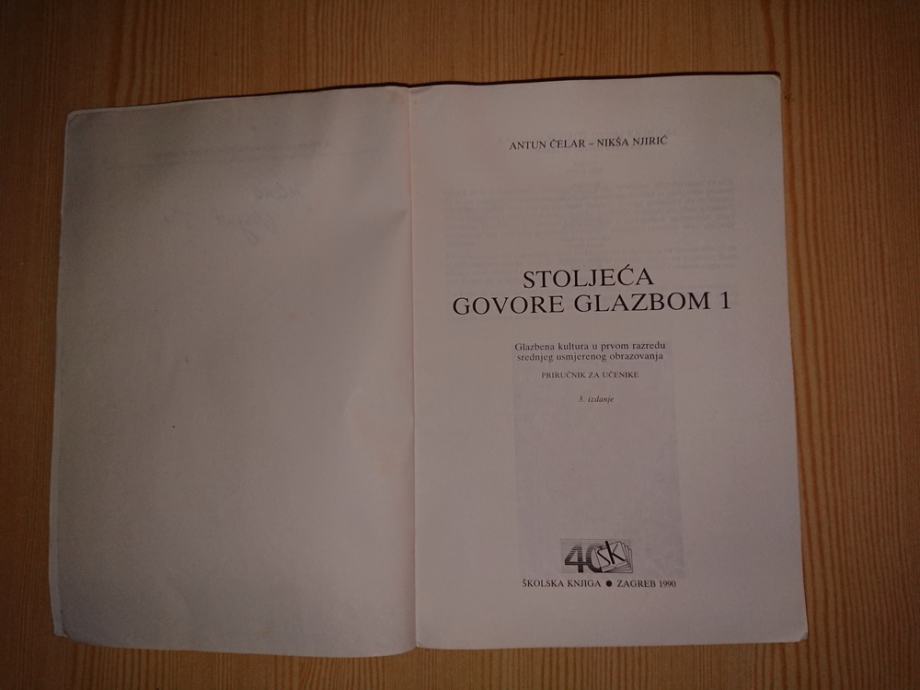 ANTUN ČELAR – NIKŠA NJIRIĆ
STOLJEĆA
GOVORE GLAZBOM 1
Glazbena kultura u prvom razredu
srednjeg usmjerenog obrazovanja
PRIRUČNIK ZA UČENIKE
3. izdanje
40 šk
ŠKOLSKA KNJIGA ● ZAGREB 1990